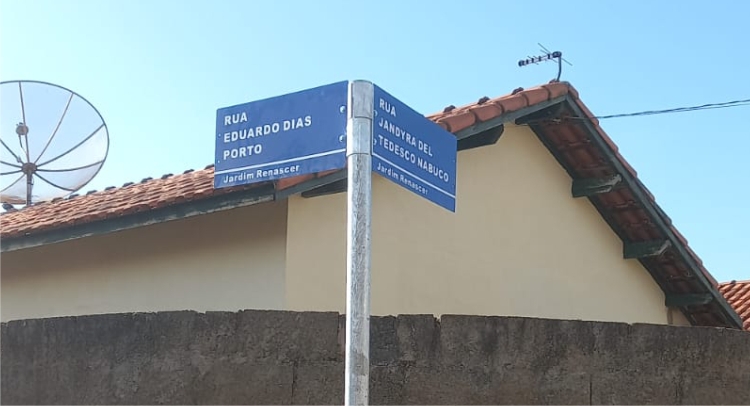 RUA
EDUARDO DIAS
PORTO
Jardim Renascer
RUA
JANDYRA DEL
TEDESCO NABUCO
Jardim Renascer